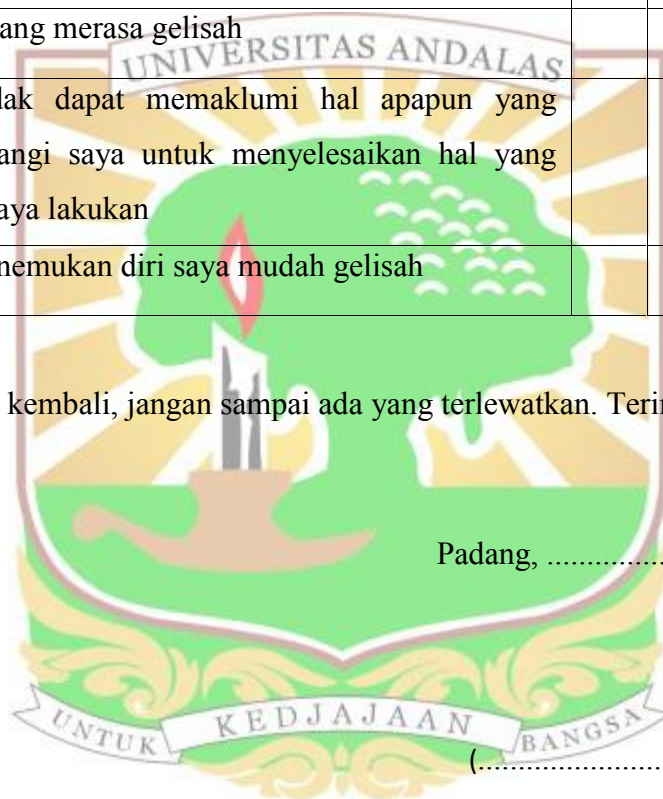 ang merasa gelisah
UNIVERSITAS ANDALAS
dak dapat memaklumi hal apapun yang
angi saya untuk menyelesaikan hal yang
aya lakukan
nemukan diri saya mudah gelisah
kembali, jangan sampai ada yang terlewatkan. Teri
Padang, ...............
UNTUK KEDJAJAAN BANGSA
(......................